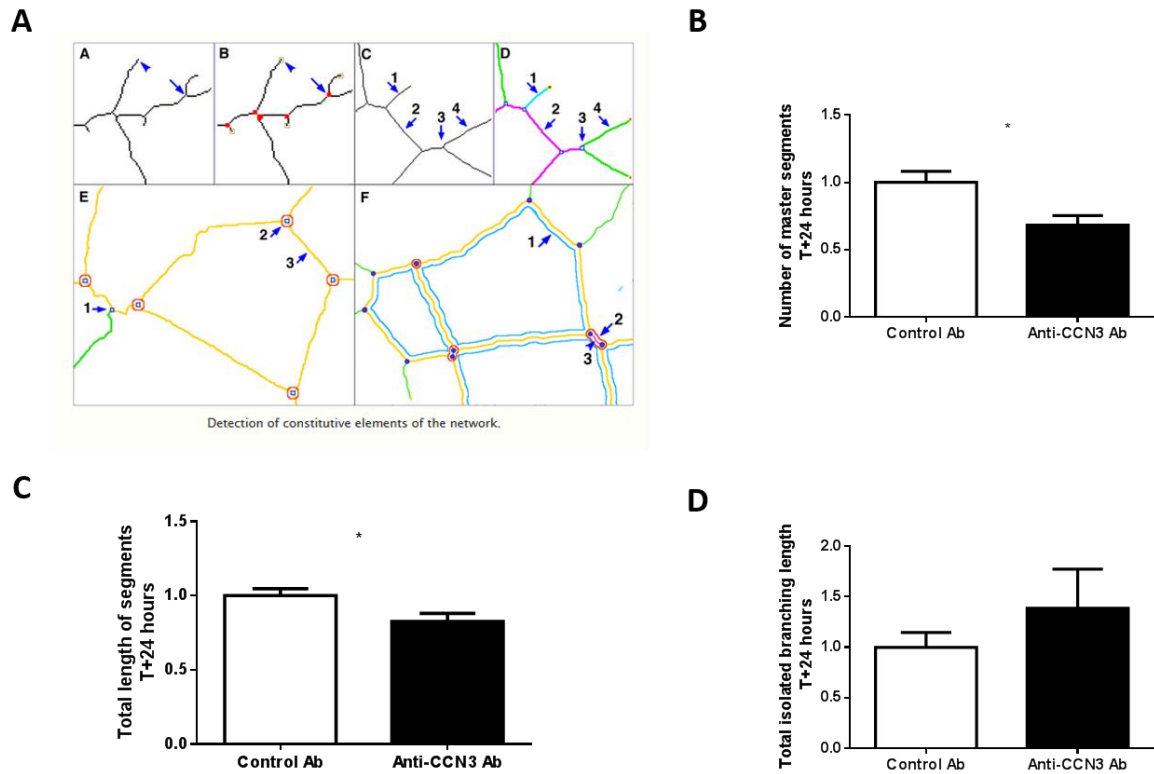 A
A
B
C
D
1
2
3
4
1
2
3
4
E
F
1
2
3
1
2
3
Detection of constitutive elements of the network.
B
Number of master segments
T+24 hours
1.5
1.0
0.5
0.0
*
Control Ab
Anti-CCN3 Ab
C
Total length of segments
T+24 hours
1.5
1.0
0.5
0.0
*
Control Ab
Anti-CCN3 Ab
D
Total isolated branching length
T+24 hours
2.0
1.5
1.0
0.5
0.0
Control Ab
Anti-CCN3 Ab